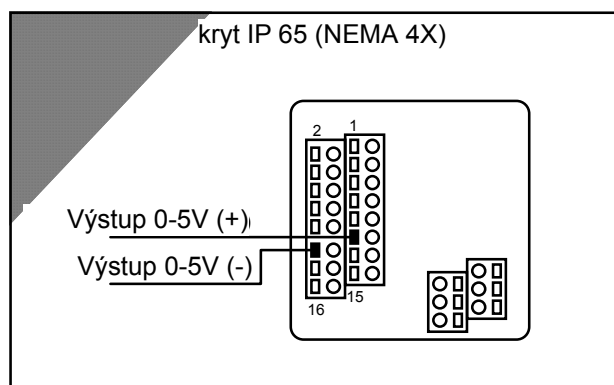 kryt IP 65 (NEMA 4X)
2 1
Výstup 0-5V (+)
Výstup 0-5V (-)
16 15